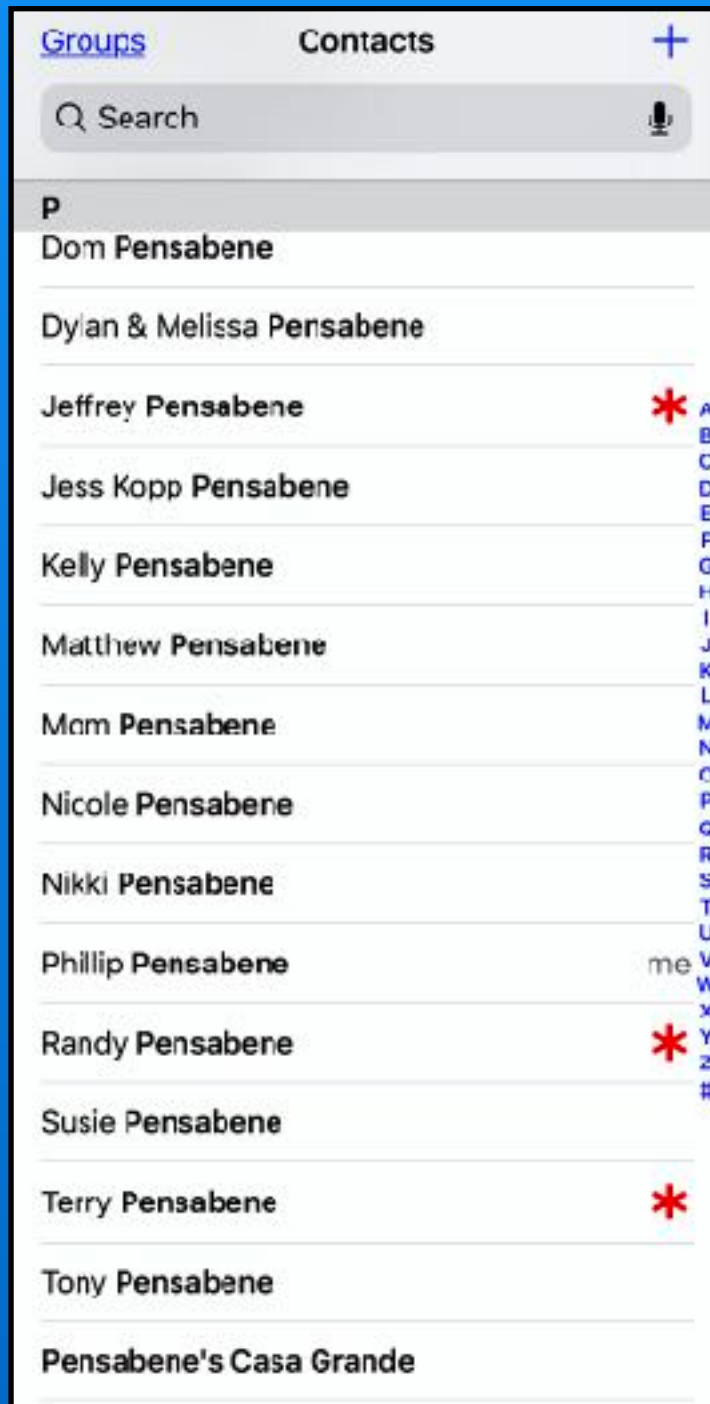 Groups Contacts +
Search
P
Dom Pensabene
Dylan & Melissa Pensabene
Jeffrey Pensabene *
Jess Kopp Pensabene
Kelly Pensabene
Matthew Pensabene
Mom Pensabene
Nicole Pensabene
Nikki Pensabene
Phillip Pensabene me
Randy Pensabene *
Susie Pensabene
Terry Pensabene *
Tony Pensabene
Pensabene's Casa Grande
A
B
C
D
E
F
G
H
I
J
K
L
M
N
O
P
Q
R
S
T
U
V
W
X
Y
Z
#